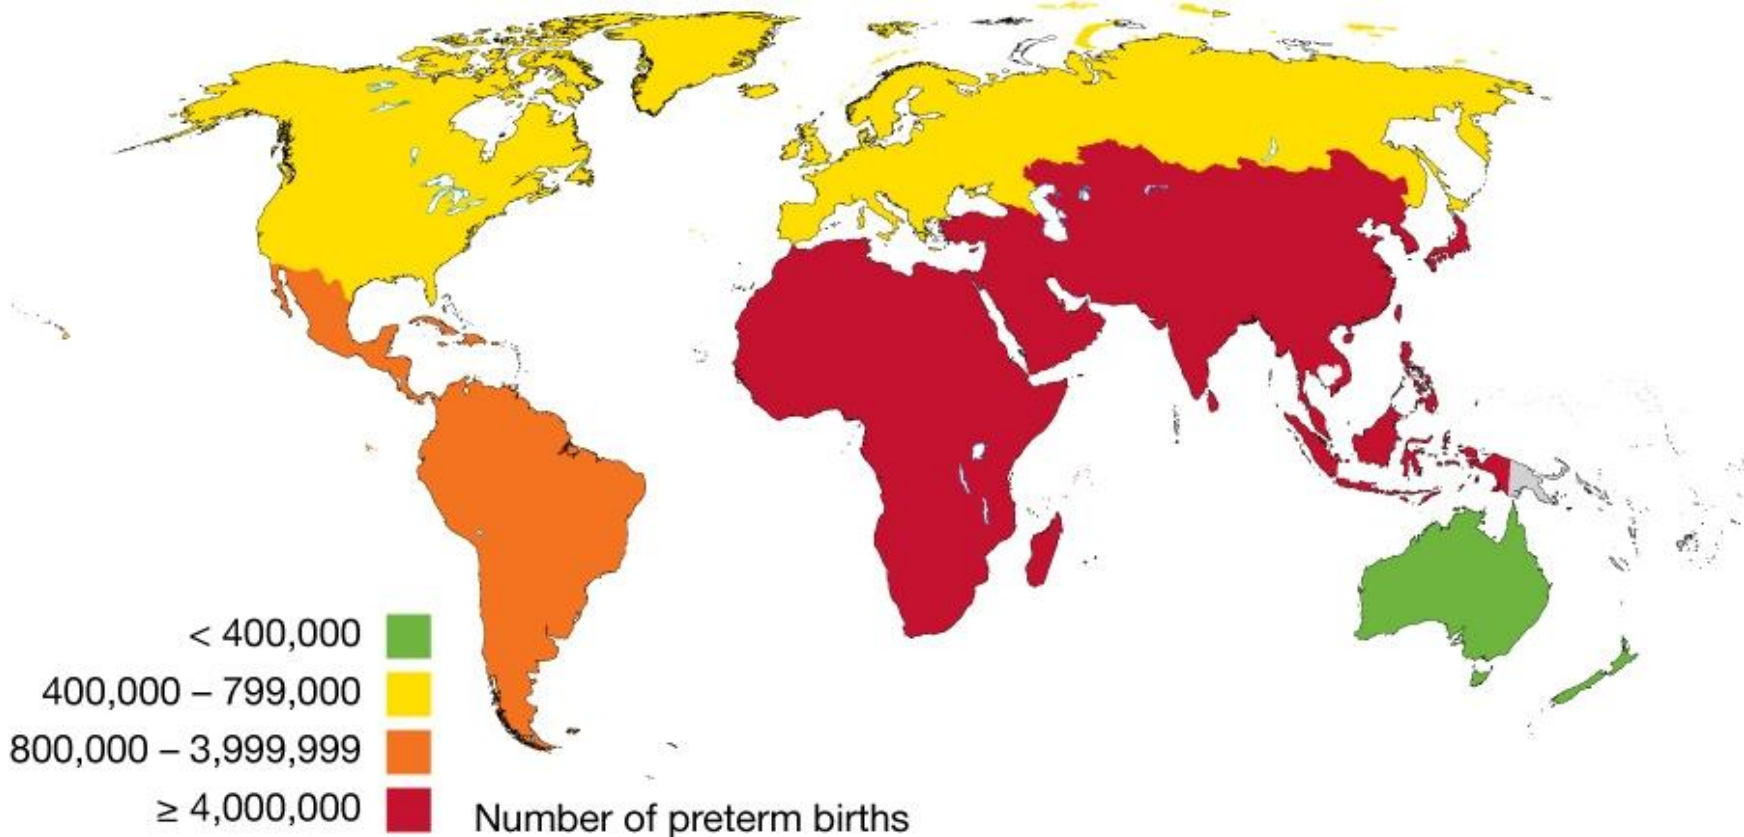 < 400,000
400,000 – 799,000
800,000 – 3,999,999
≥ 4,000,000
Number of preterm births